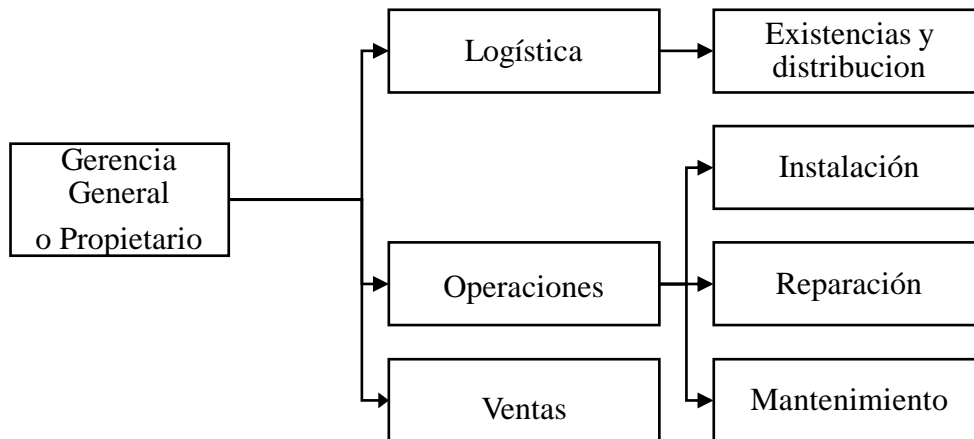 Gerencia
General
o Propietario
Logística
Existencias y
distribucion
Operaciones
Instalación
Reparación
Mantenimiento
Ventas